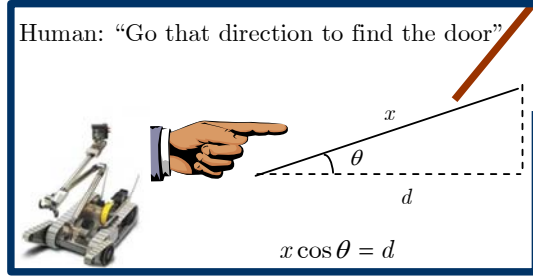 Human: “Go that direction to find the door”
x
θ
d
x cos θ = d